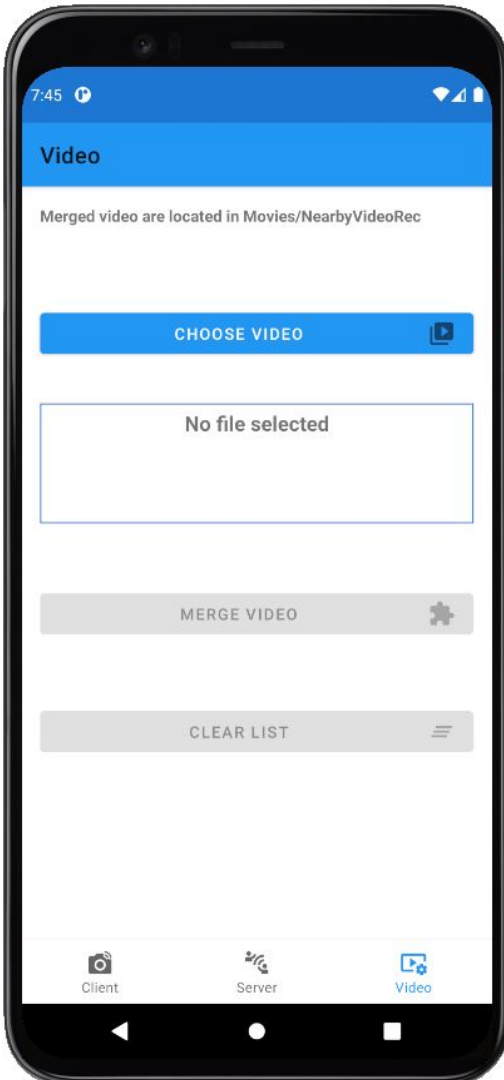 7:45
Video
Merged video are located in Movies/NearbyVideoRec
CHOOSE VIDEO
No file selected
MERGE VIDEO
CLEAR LIST
Client
Server
Video